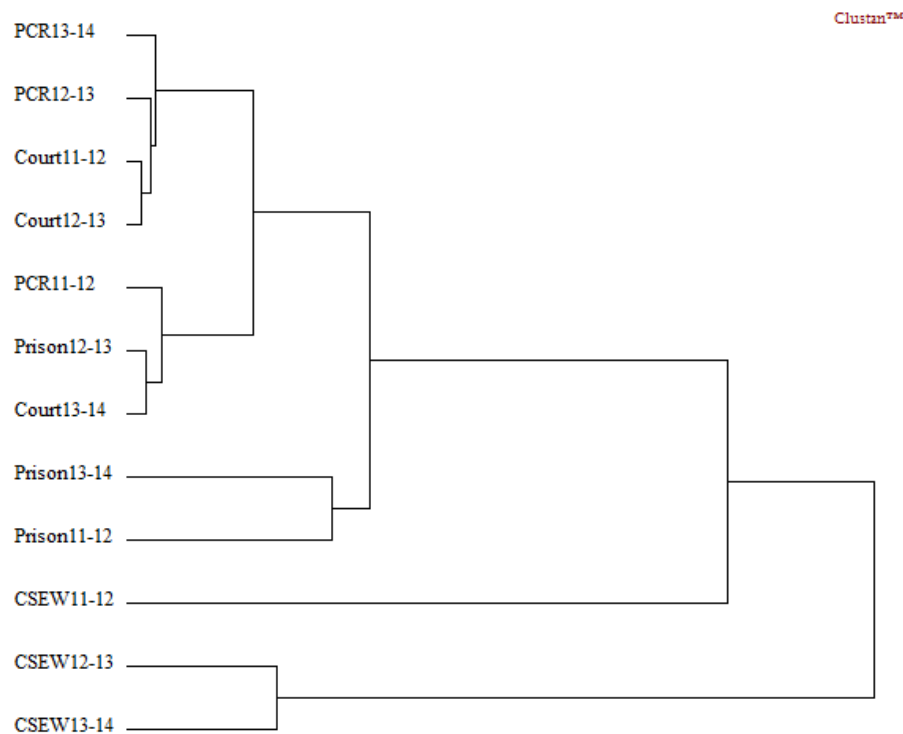 Clustan™
PCR13-14
PCR12-13
Court11-12
Court12-13
PCR11-12
Prison12-13
Court13-14
Prison13-14
Prison11-12
CSEW11-12
CSEW12-13
CSEW13-14